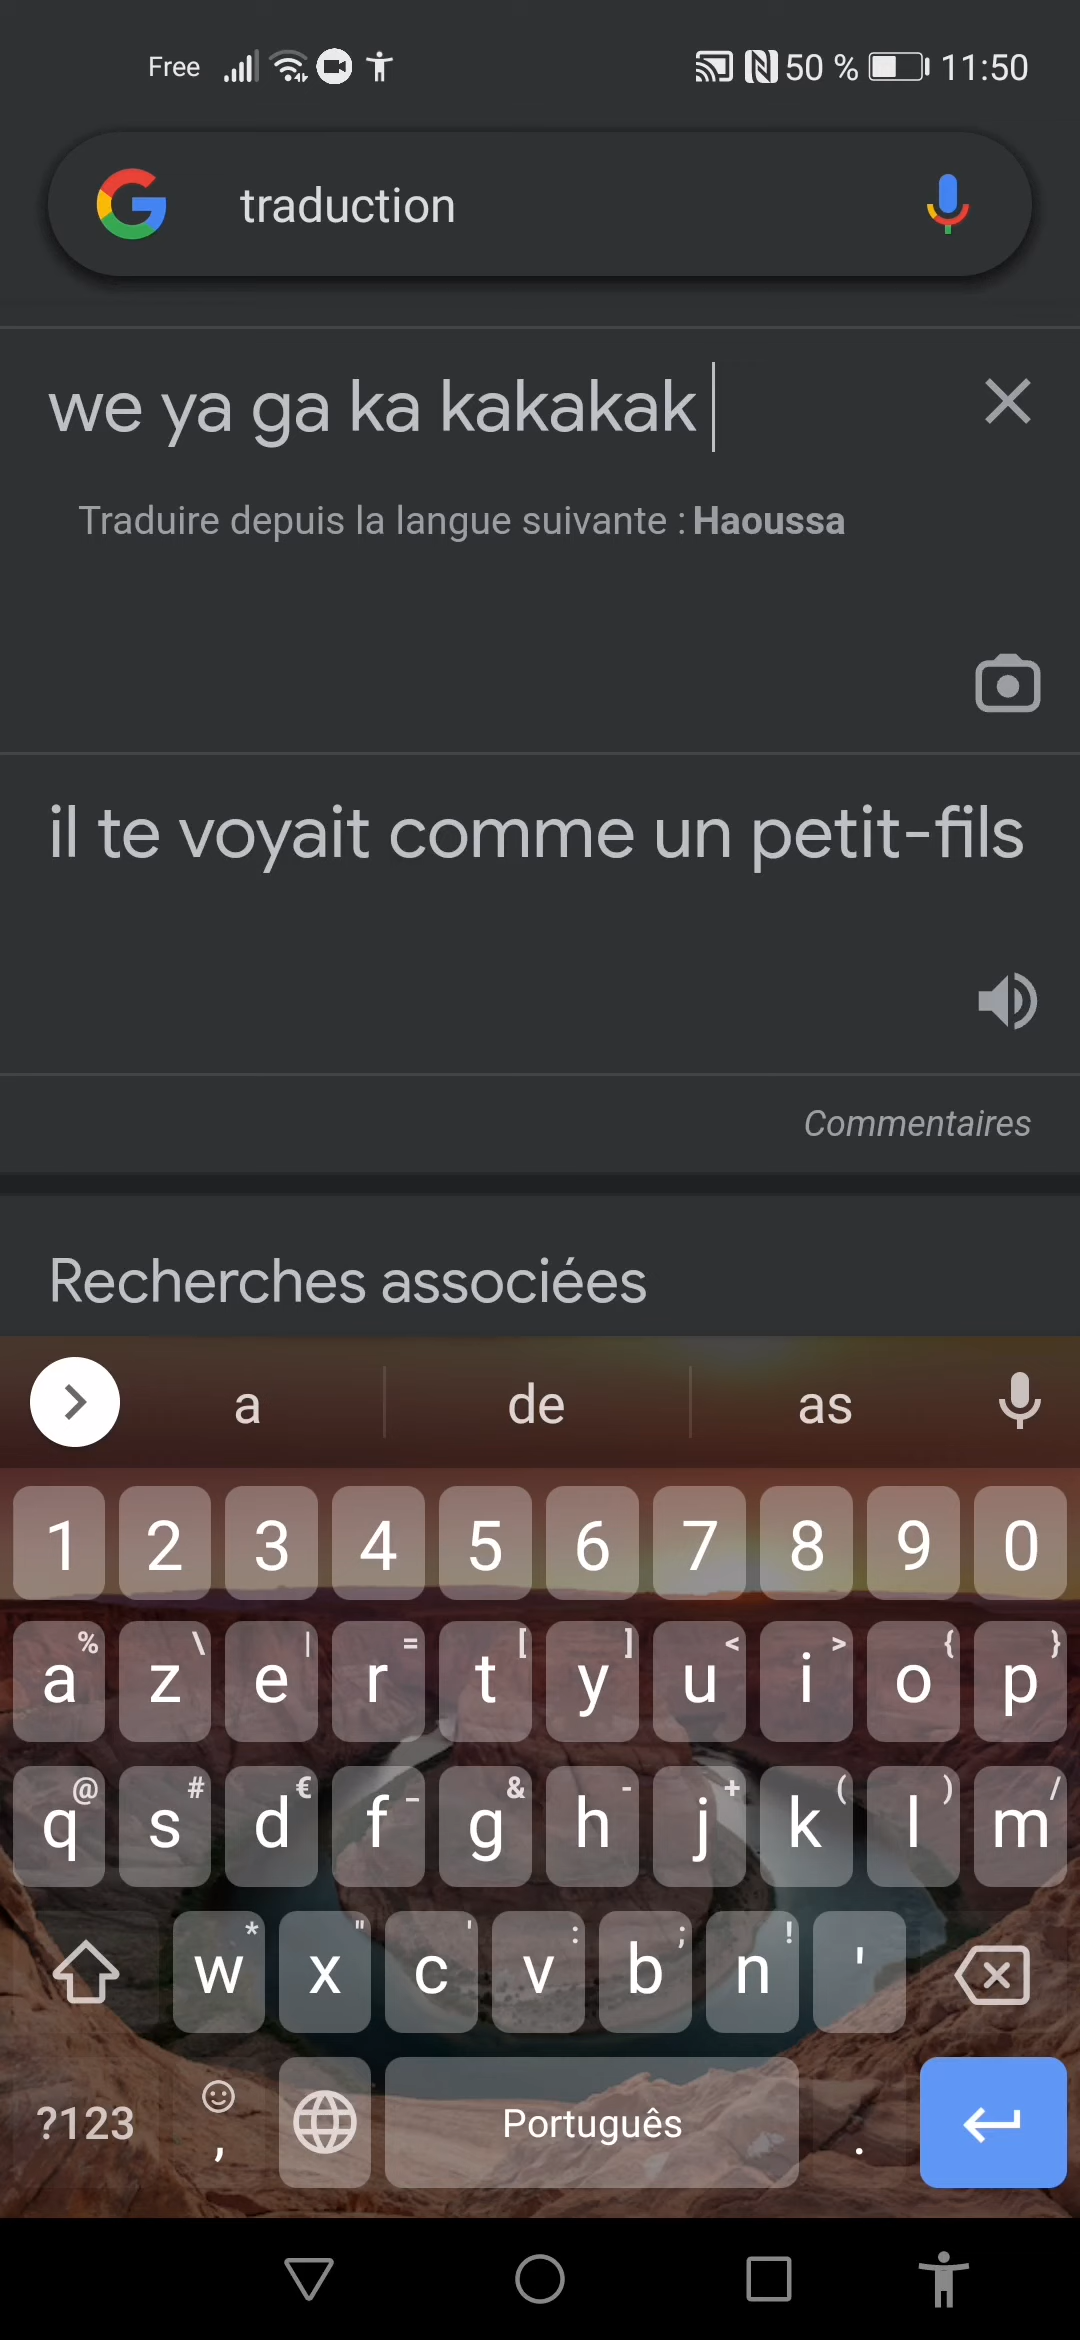 Free 50 % 11:50
traduction
we ya ga ka kakakak
Traduire depuis la langue suivante : Haoussa
il te voyait comme un petit-fils
Commentaires
Recherches associées
a de as
1 2 3 4 5 6 7 8 9 0
% \ | = [ ] < > { }
a z e r t y u i o p
@ # € _ & - + ( ) /
q s d f g h j k l m
* " ' : ; !
w x c v b n '
?123 , Português .